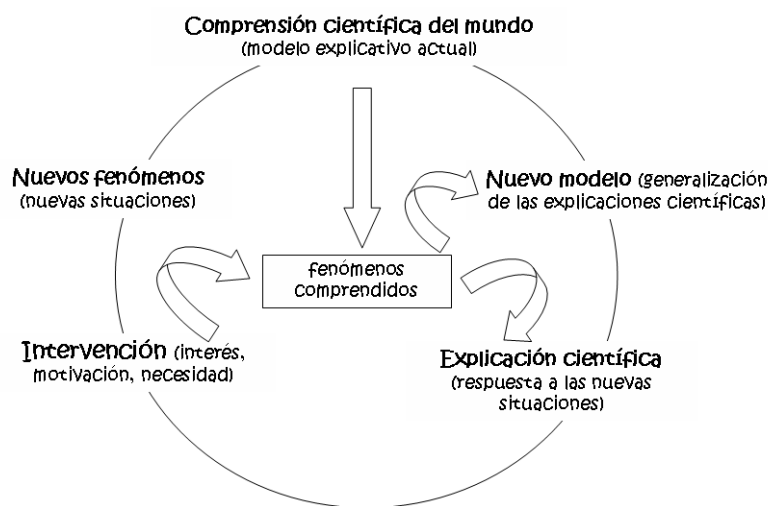 Comprensión científica del mundo
(modelo explicativo actual)
Nuevos fenómenos
(nuevas situaciones)
Nuevo modelo (generalización
de las explicaciones científicas)
fenómenos
comprendidos
Intervención (interés,
motivación, necesidad)
Explicación científica
(respuesta a las nuevas
situaciones)